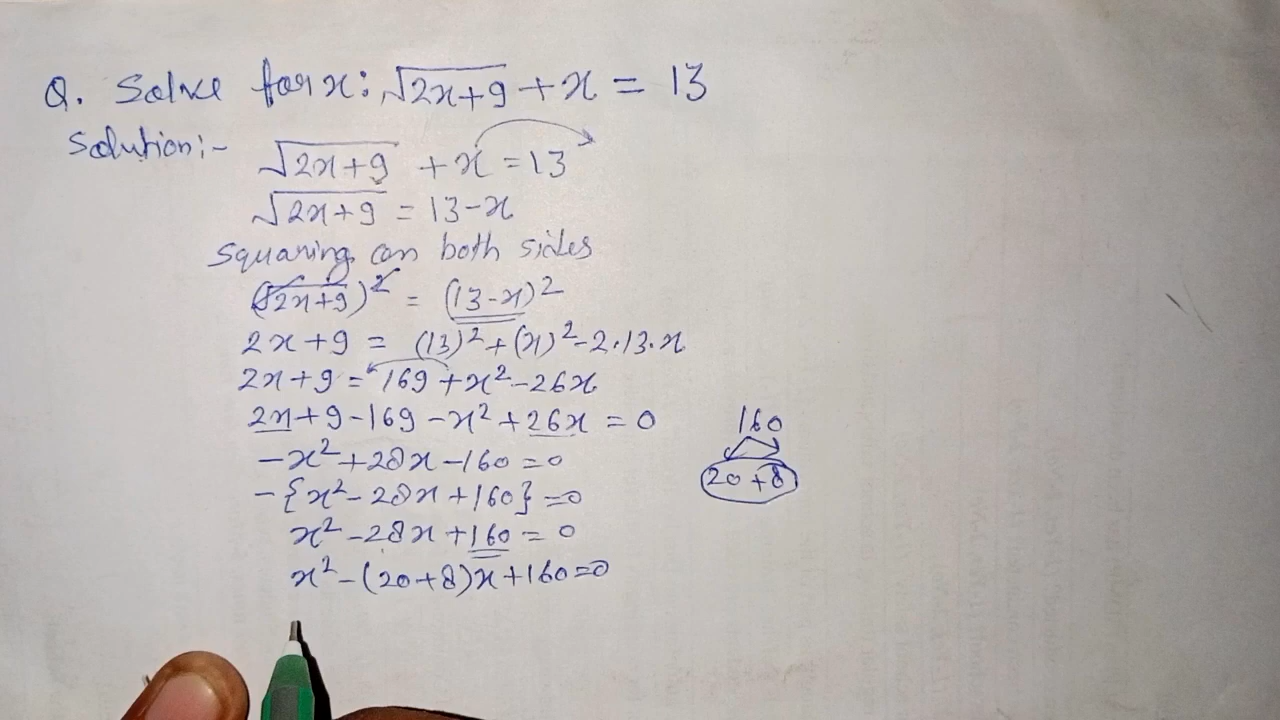 Q. Solve for x: √2x+9 + x = 13
Solution:-
√2x+9 + x = 13
√2x+9 = 13-x
Squaring on both sides
(√2x+9)² = (13-x)²
2x+9 = (13)²+(x)²-2.13.x
2x+9 = 169+x²-26x
2x+9-169-x²+26x = 0
-x²+28x-160=0
-{x²-28x+160}=0
x²-28x+160=0
x²-(20+8)x+160=0
160
20+8